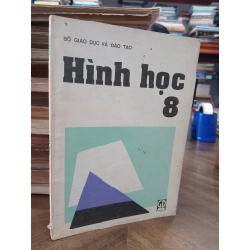 BỘ GIÁO DỤC VÀ ĐÀO TẠO
Hình học
8